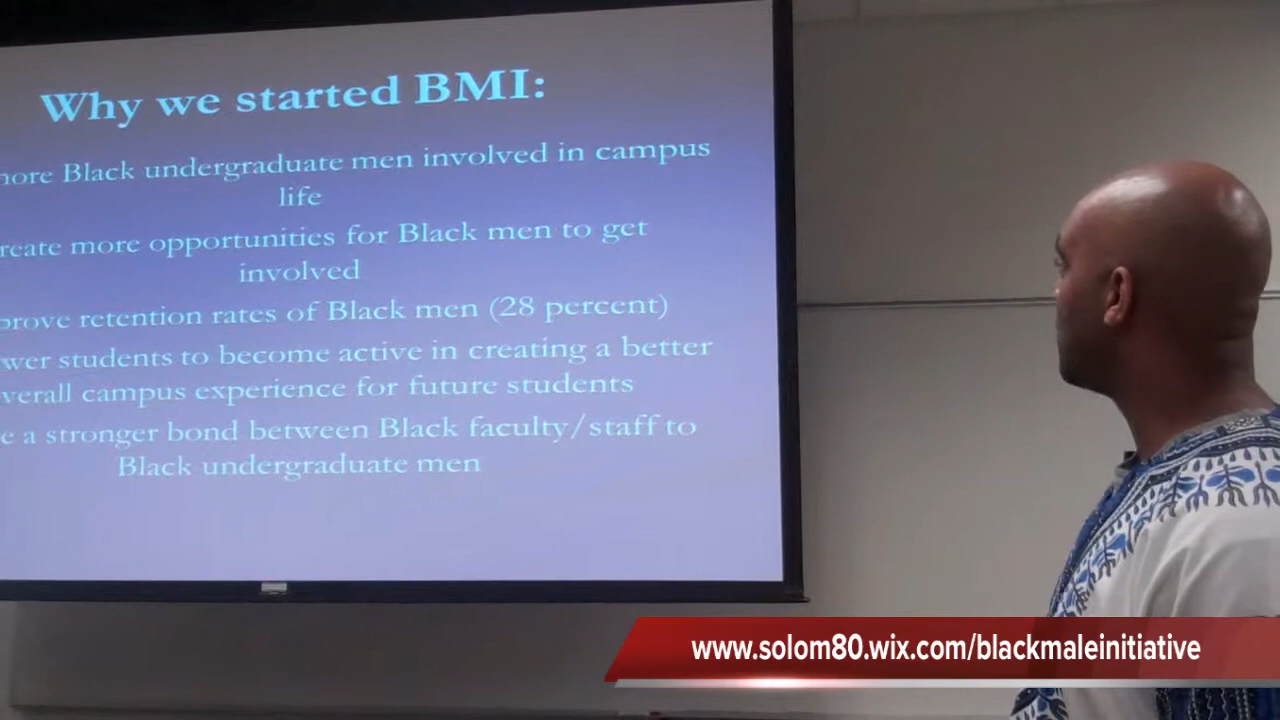 Why we started BMI:
more Black undergraduate men involved in campus
life
create more opportunities for Black men to get
involved
prove retention rates of Black men (28 percent)
wer students to become active in creating a better
verall campus experience for future students
e a stronger bond between Black faculty/staff to
Black undergraduate men
www.solom80.wix.com/blackmaleinitiative